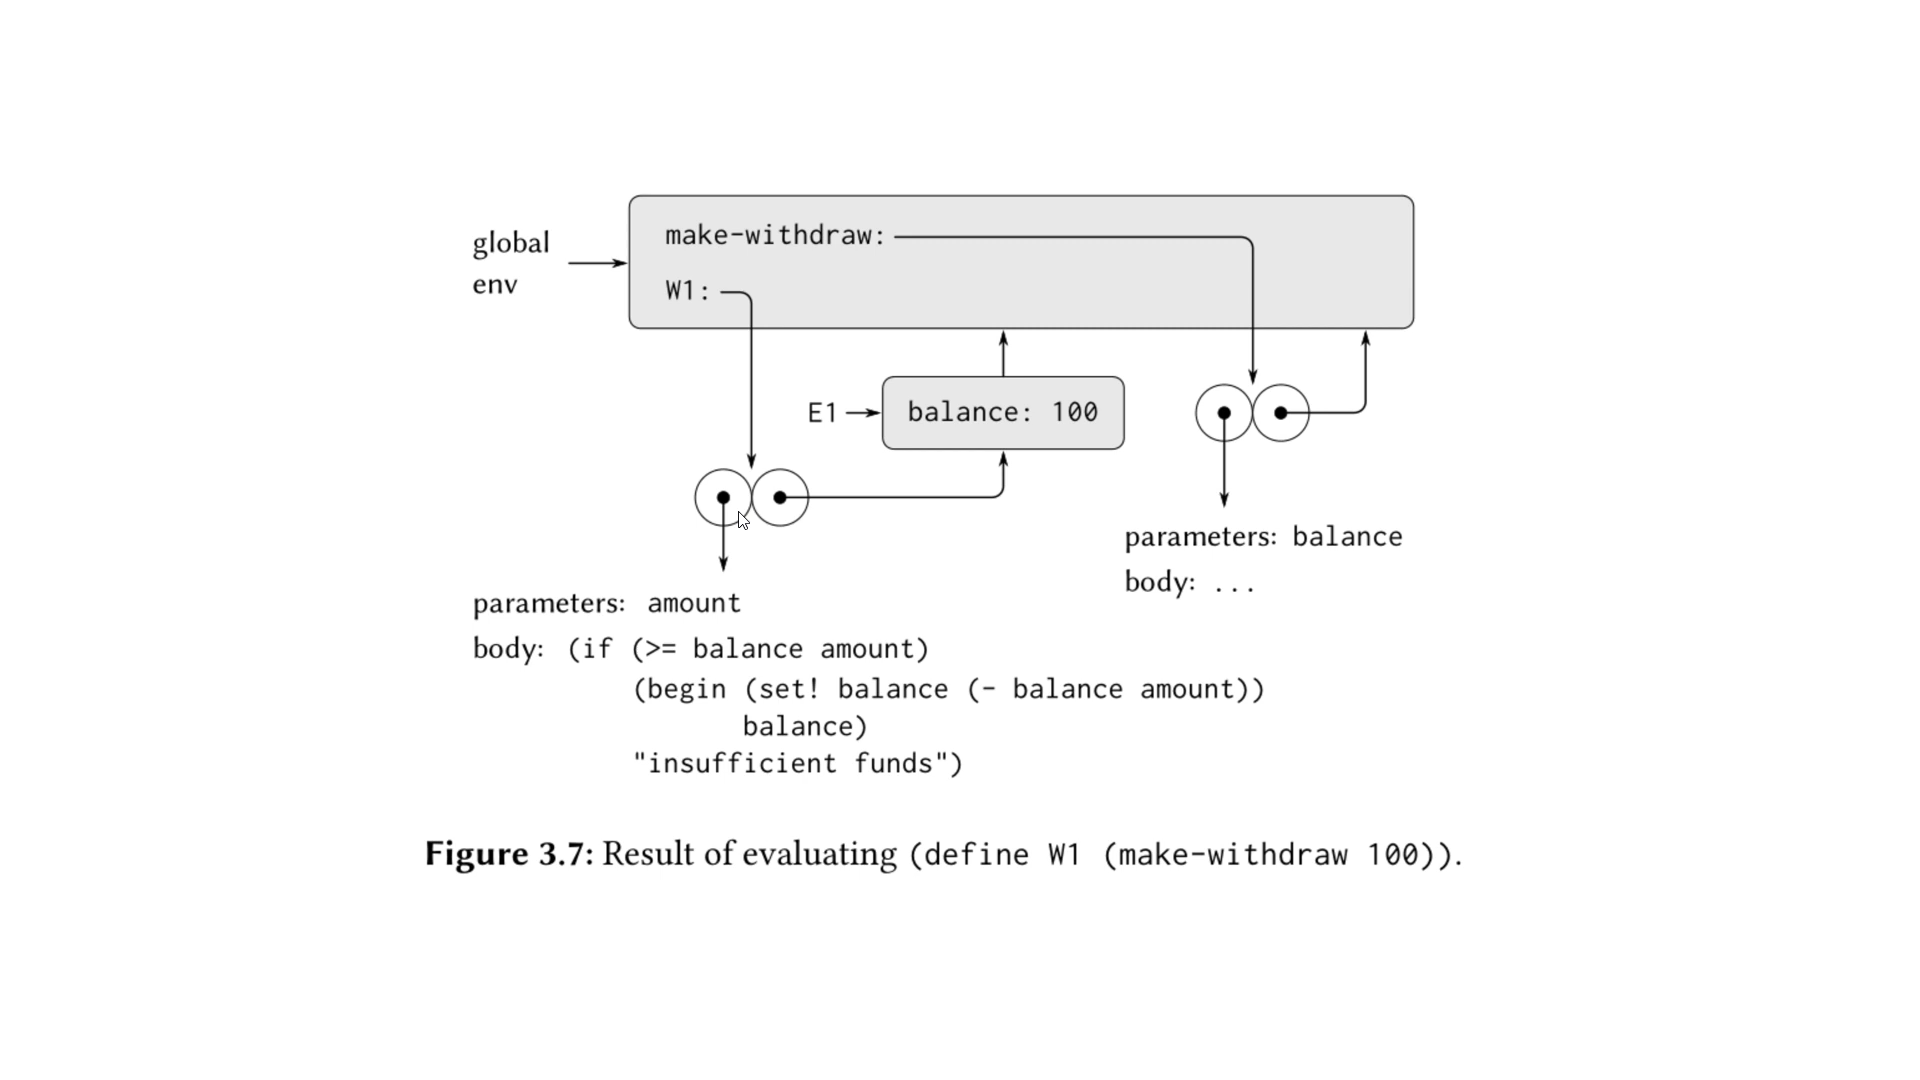 global
env
make-withdraw:
W1:
E1
balance: 100
parameters: balance
body: ...
parameters: amount
body: (if (>= balance amount)
(begin (set! balance (- balance amount))
balance)
"insufficient funds")
Figure 3.7: Result of evaluating (define W1 (make-withdraw 100)).